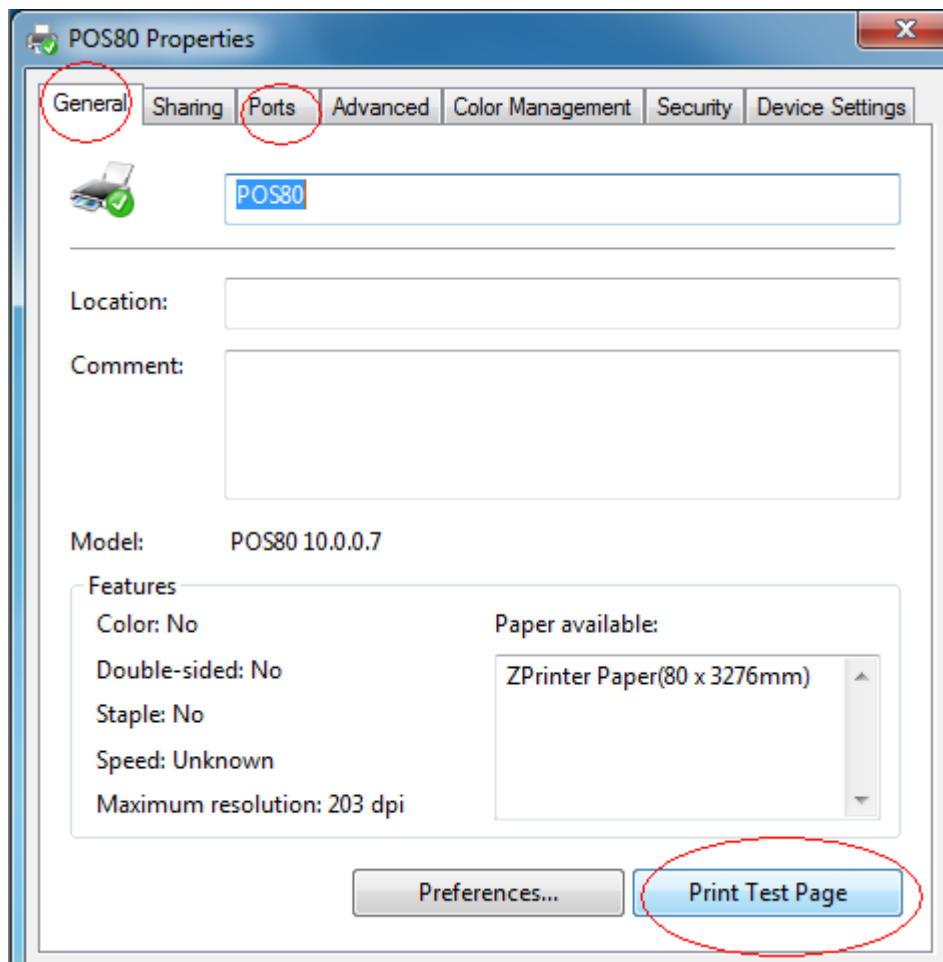 POS80 Properties
General Sharing Ports Advanced Color Management Security Device Settings
POS80
Location:
Comment:
Model: POS80 10.0.0.7
Features
Color: No
Double-sided: No
Staple: No
Speed: Unknown
Maximum resolution: 203 dpi
Paper available:
ZPrinter Paper(80 x 3276mm)
Preferences... Print Test Page